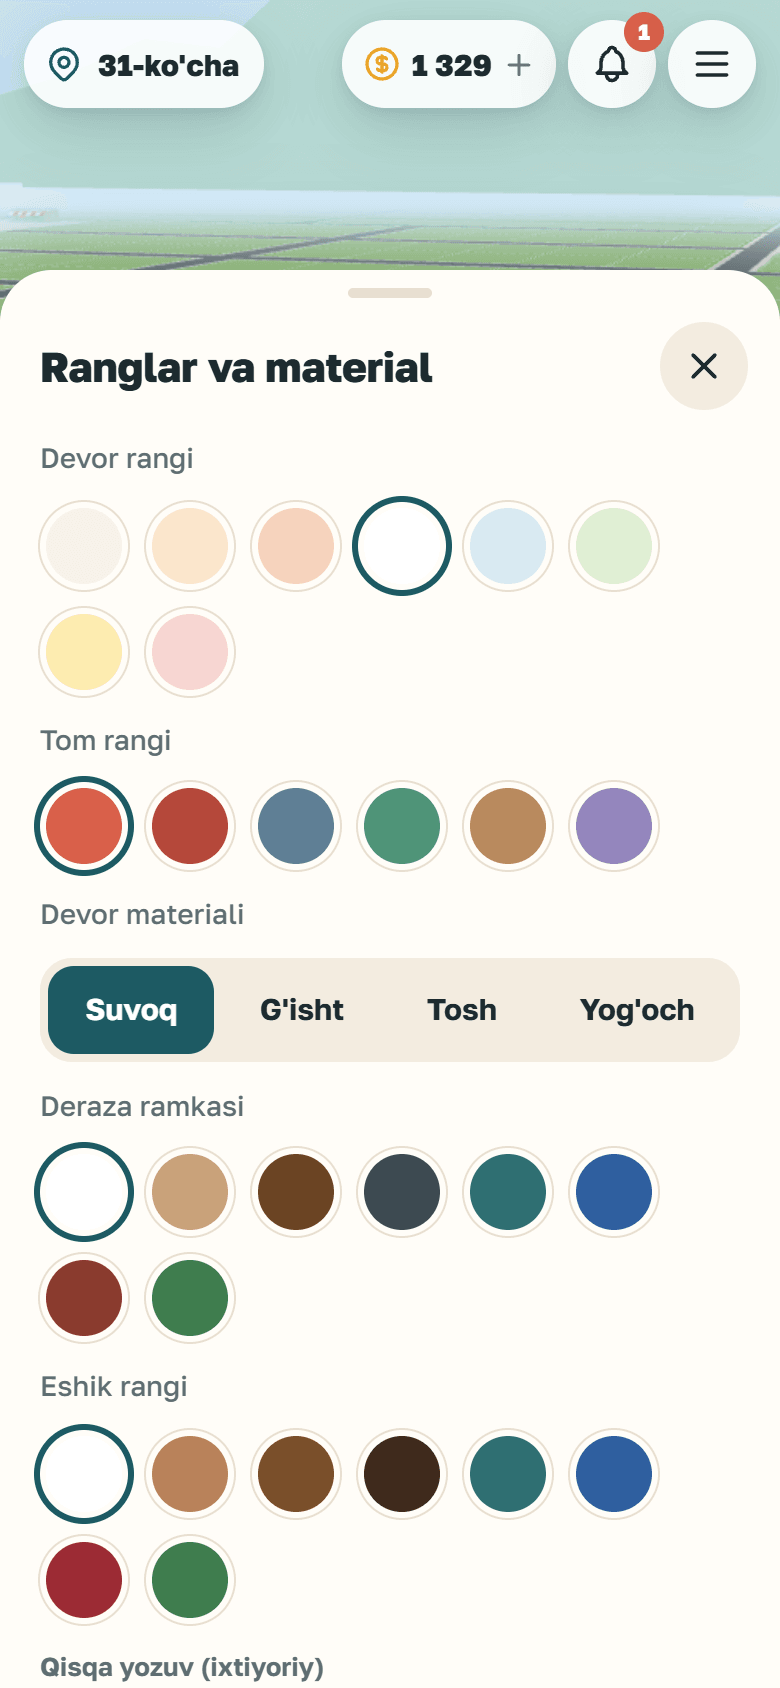 31-ko'cha
1 329
1
Ranglar va material
Devor rangi
Tom rangi
Devor materiali
Suvoq G'isht Tosh Yog'och
Deraza ramkasi
Eshik rangi
Qisqa yozuv (ixtiyoriy)